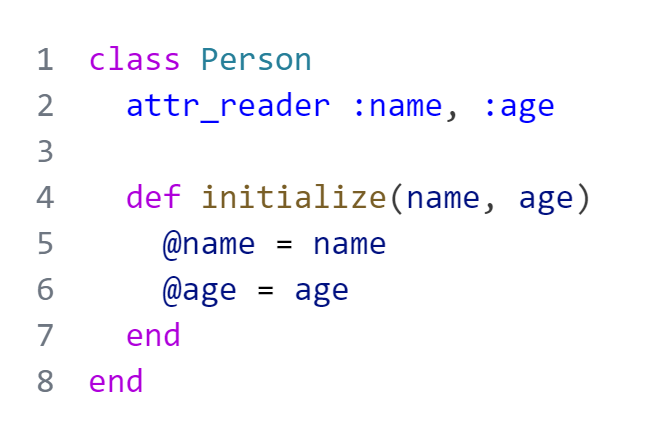 1 class Person
2   attr_reader :name, :age
3
4   def initialize(name, age)
5     @name = name
6     @age = age
7   end
8 end